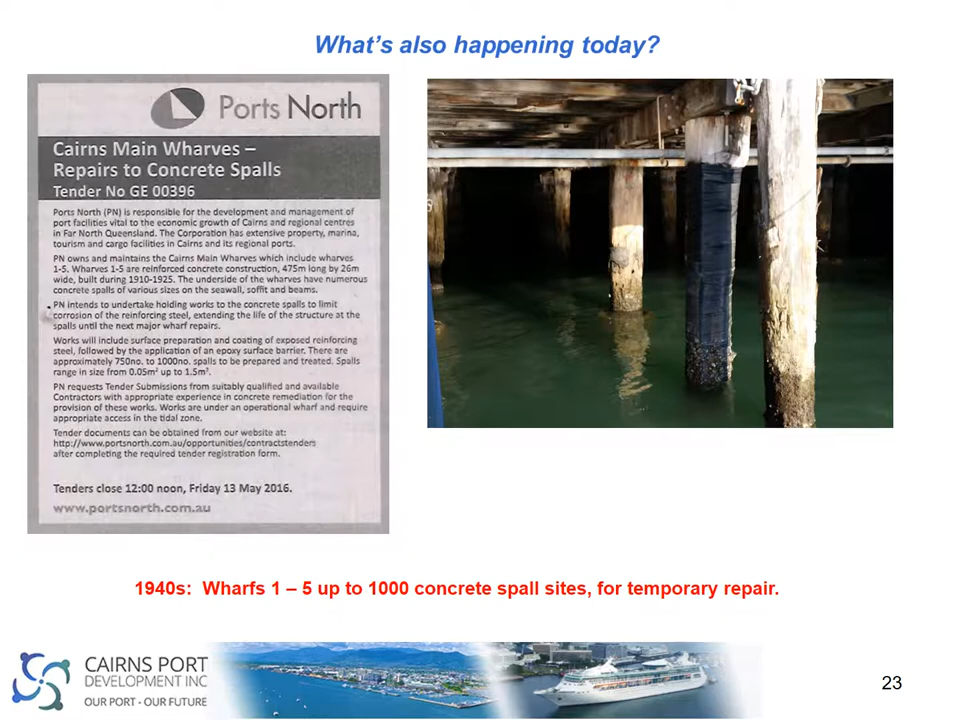 What's also happening today?
Ports North
Cairns Main Wharves –
Repairs to Concrete Spalls
Tender No GE 00396
Ports North (PN) is responsible for the development and management of
port facilities vital to the economic growth of Cairns and regional centres
in Far North Queensland. The Corporation has extensive property, marina,
tourism and cargo facilities in Cairns and its regional ports.
PN owns and maintains the Cairns Main Wharves which include wharves
1-5. Wharves 1-5 are reinforced concrete construction, 475m long by 26m
wide, built during 1910-1925. The underside of the wharves have numerous
concrete spalls of various sizes on the seawall, soffit and beams.
PN intends to undertake holding works to the concrete spalls to limit
corrosion of the reinforcing steel, extending the life of the structure at the
spalls until the next major wharf repairs.
Works will include surface preparation and coating of exposed reinforcing
steel, followed by the application of an epoxy surface barrier. There are
approximately 750no. to 1000no. spalls to be prepared and treated. Spalls
range in size from 0.05m² up to 1.5m².
PN requests Tender Submissions from suitably qualified and available
Contractors with appropriate experience in concrete remediation for the
provision of these works. Works are under an operational wharf and require
appropriate access in the tidal zone.
Tender documents can be obtained from our website at:
http://www.portsnorth.com.au/opportunities/contractstenders
after completing the required tender registration form.
Tenders close 12:00 noon, Friday 13 May 2016.
www.portsnorth.com.au
1940s: Wharfs 1 – 5 up to 1000 concrete spall sites, for temporary repair.
CAIRNS PORT
DEVELOPMENT INC
OUR PORT - OUR FUTURE
23